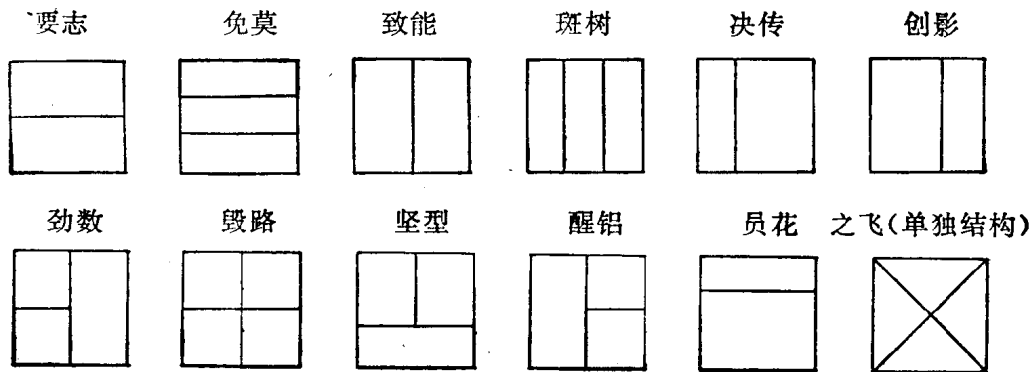 要志 免莫 致能 斑树 决传 创影
劲数 毁路 坚型 醒铝 员花 之飞(单独结构)